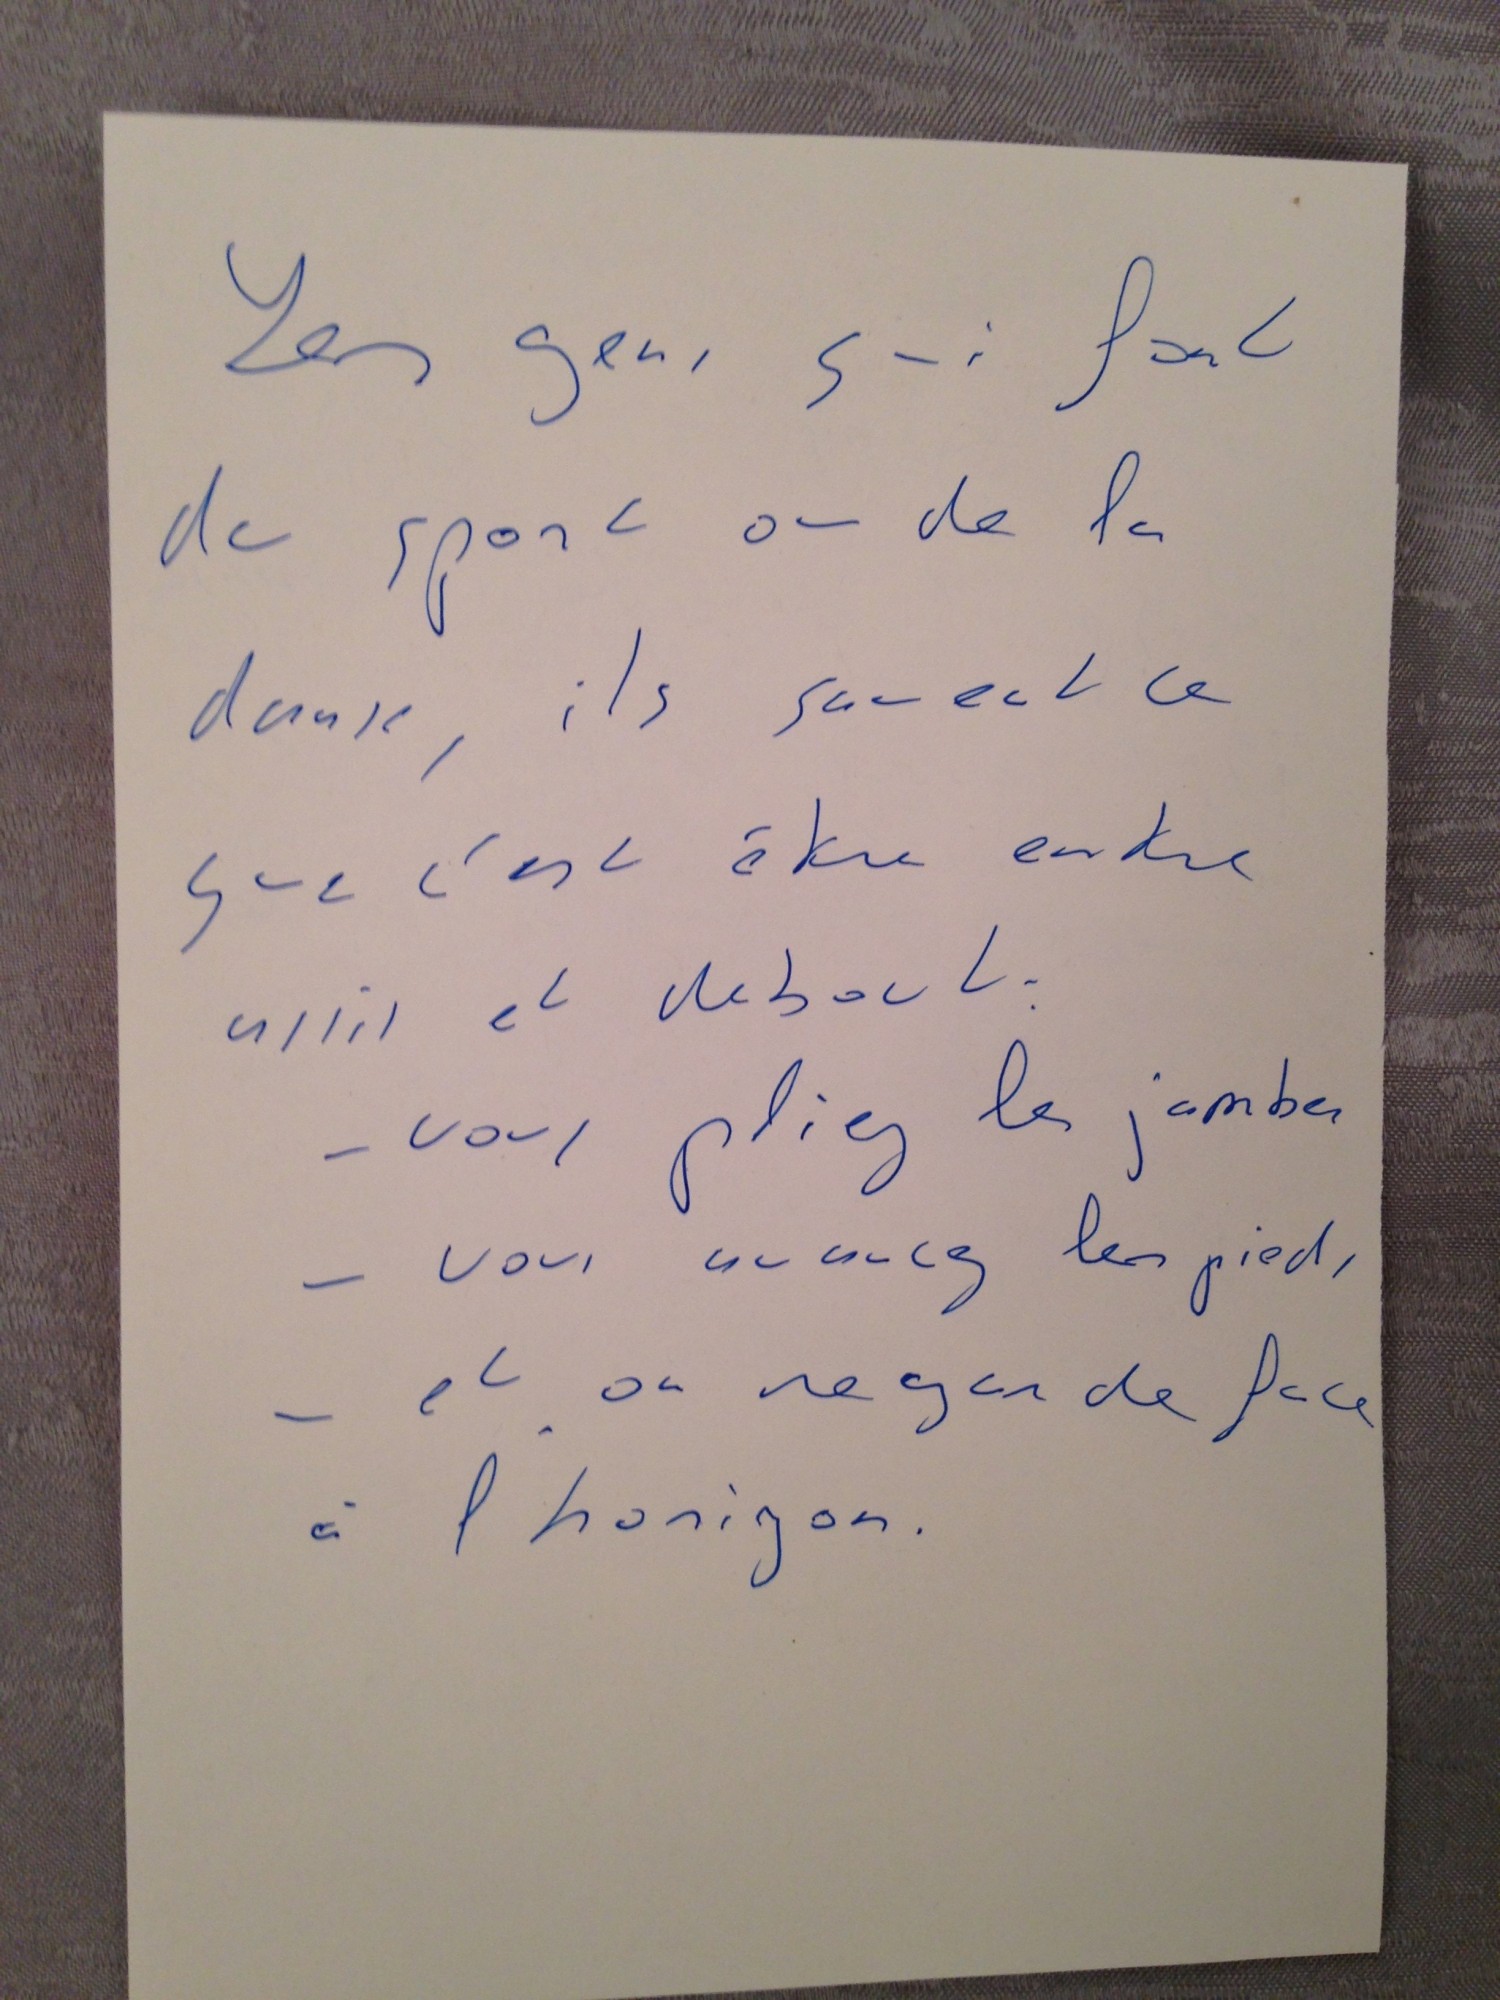 Les gens qui font
du sport ou de la
danse, ils savent ce
que c'est être entre
assis et debout :
- vous pliez les jambes
- vous avancez les pieds
- et on regarde face
à l'horizon.